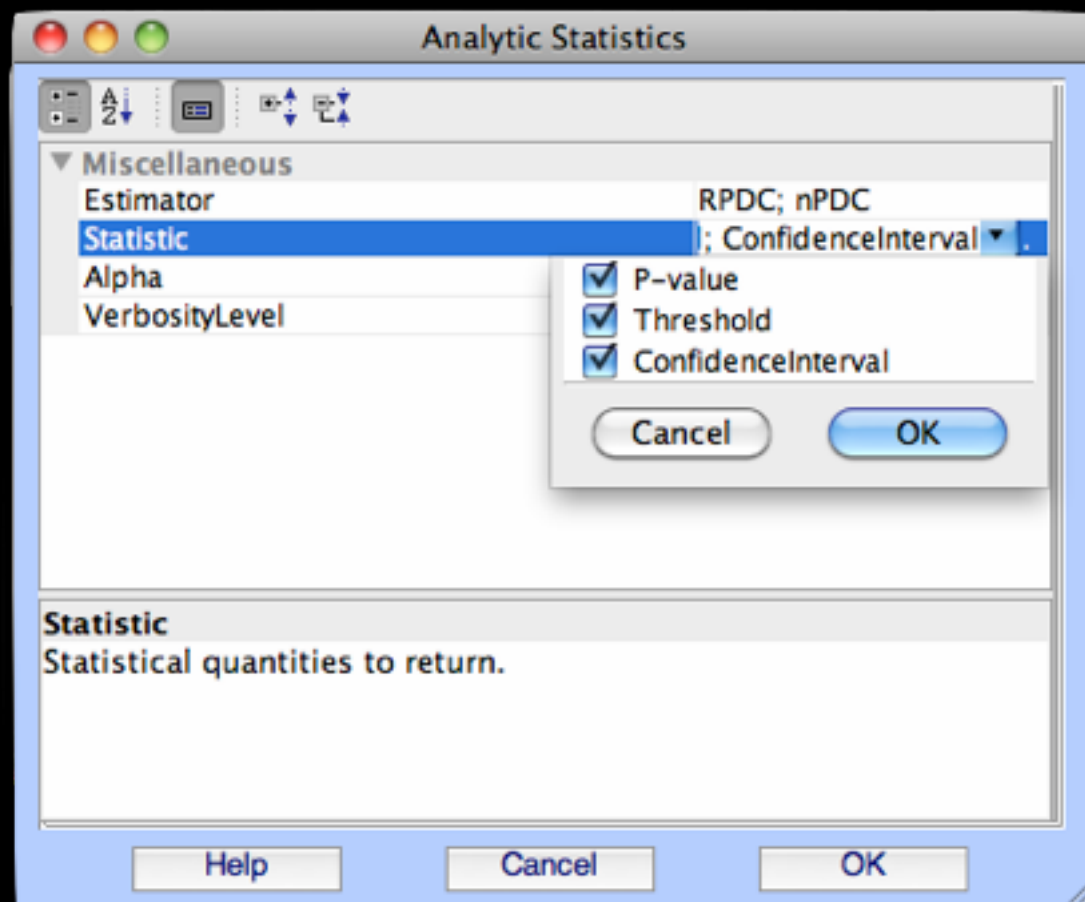 Analytic Statistics
Miscellaneous
Estimator RPDC; nPDC
Statistic ; ConfidenceInterval .
Alpha
VerbosityLevel
P-value
Threshold
ConfidenceInterval
Cancel OK
Statistic
Statistical quantities to return.
Help Cancel OK